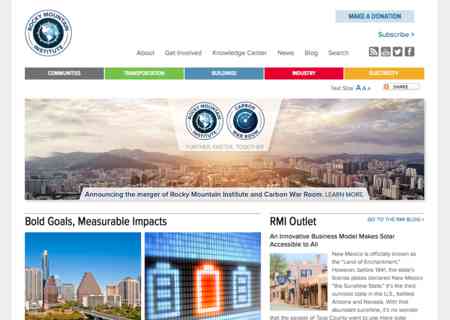 ROCKY MOUNTAIN
INSTITUTE
MAKE A DONATION
Subscribe >
About Get Involved Knowledge Center News Blog Search
COMMUNITIES TRANSPORTATION BUILDINGS INDUSTRY ELECTRICITY
Text Size: A A A SHARE
ROCKY MOUNTAIN INSTITUTE
CARBON WAR ROOM
FURTHER, FASTER, TOGETHER
Announcing the merger of Rocky Mountain Institute and Carbon War Room. LEARN MORE
Bold Goals, Measurable Impacts
RMI Outlet
GO TO THE RMI BLOG >
An Innovative Business Model Makes Solar
Accessible to All
New Mexico is officially known as
the "Land of Enchantment."
However, before 1991, the state's
license plates declared New Mexico
"the Sunshine State." It's the third
sunniest state in the U.S., behind
Arizona and Nevada. With that
abundant sunshine, it's no wonder
that the people of Taos County want to use more solar